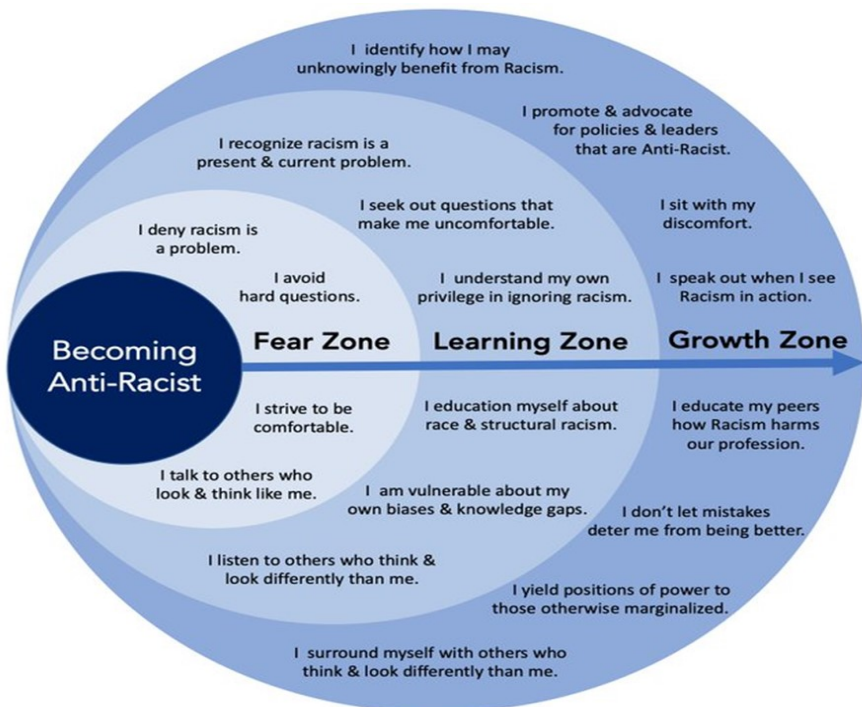 I identify how I may
unknowingly benefit from Racism.
I promote & advocate
for policies & leaders
that are Anti-Racist.
I recognize racism is a
present & current problem.
I seek out questions that
make me uncomfortable.
I sit with my
discomfort.
I deny racism is
a problem.
I avoid
hard questions.
I understand my own
privilege in ignoring racism.
I speak out when I see
Racism in action.
Becoming
Anti-Racist
Fear Zone
Learning Zone
Growth Zone
I strive to be
comfortable.
I education myself about
race & structural racism.
I educate my peers
how Racism harms
our profession.
I talk to others who
look & think like me.
I am vulnerable about my
own biases & knowledge gaps.
I don't let mistakes
deter me from being better.
I listen to others who think &
look differently than me.
I yield positions of power to
those otherwise marginalized.
I surround myself with others who
think & look differently than me.